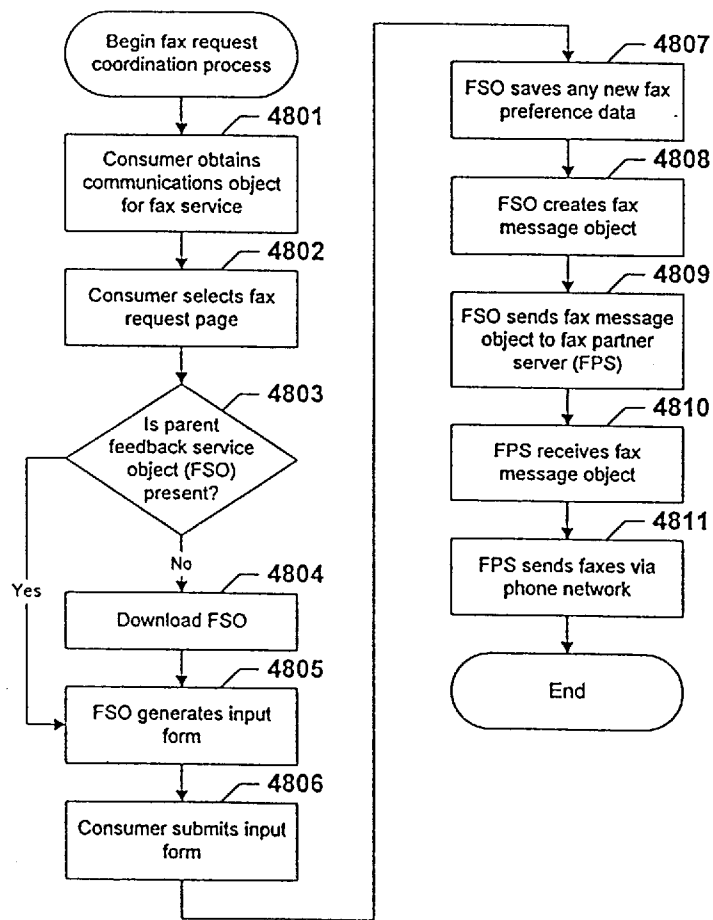 Begin fax request
coordination process
4801
Consumer obtains
communications object
for fax service
4802
Consumer selects fax
request page
4803
Is parent
feedback service
object (FSO)
present?
No
Yes
4804
Download FSO
4805
FSO generates input
form
4806
Consumer submits input
form
4807
FSO saves any new fax
preference data
4808
FSO creates fax
message object
4809
FSO sends fax message
object to fax partner
server (FPS)
4810
FPS receives fax
message object
4811
FPS sends faxes via
phone network
End